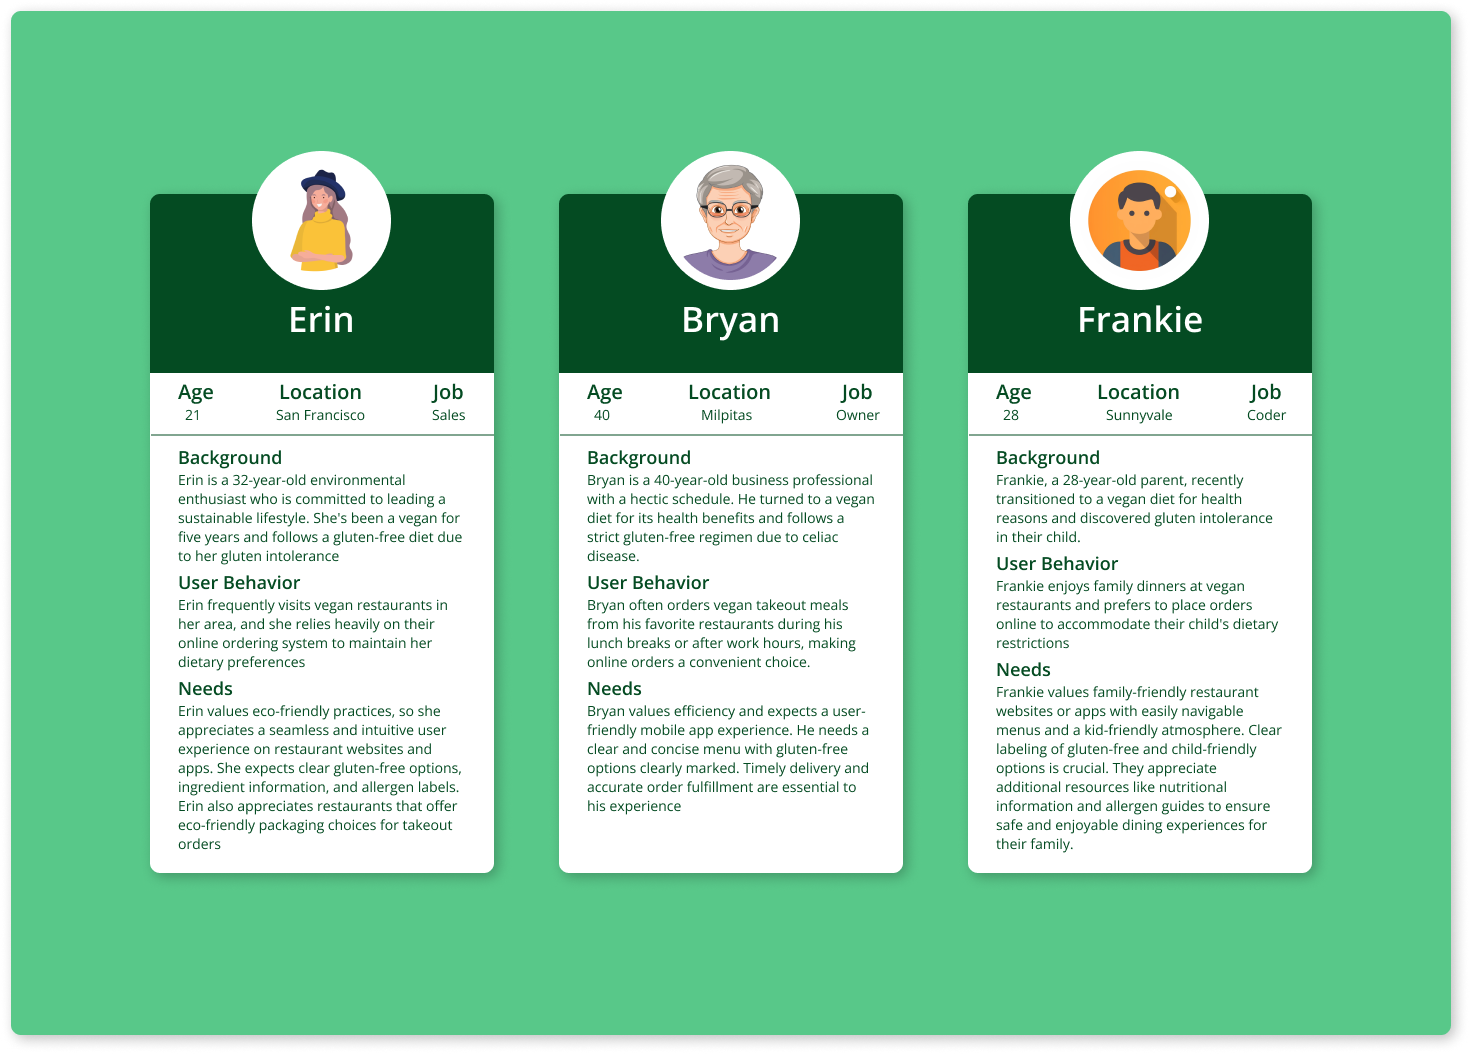 Erin
Age Location Job
21 San Francisco Sales
Background
Erin is a 32-year-old environmental
enthusiast who is committed to leading a
sustainable lifestyle. She's been a vegan for
five years and follows a gluten-free diet due
to her gluten intolerance
User Behavior
Erin frequently visits vegan restaurants in
her area, and she relies heavily on their
online ordering system to maintain her
dietary preferences
Needs
Erin values eco-friendly practices, so she
appreciates a seamless and intuitive user
experience on restaurant websites and
apps. She expects clear gluten-free options,
ingredient information, and allergen labels.
Erin also appreciates restaurants that offer
eco-friendly packaging choices for takeout
orders
Bryan
Age Location Job
40 Milpitas Owner
Background
Bryan is a 40-year-old business professional
with a hectic schedule. He turned to a vegan
diet for its health benefits and follows a
strict gluten-free regimen due to celiac
disease.
User Behavior
Bryan often orders vegan takeout meals
from his favorite restaurants during his
lunch breaks or after work hours, making
online orders a convenient choice.
Needs
Bryan values efficiency and expects a user-
friendly mobile app experience. He needs a
clear and concise menu with gluten-free
options clearly marked. Timely delivery and
accurate order fulfillment are essential to
his experience
Frankie
Age Location Job
28 Sunnyvale Coder
Background
Frankie, a 28-year-old parent, recently
transitioned to a vegan diet for health
reasons and discovered gluten intolerance
in their child.
User Behavior
Frankie enjoys family dinners at vegan
restaurants and prefers to place orders
online to accommodate their child's dietary
restrictions
Needs
Frankie values family-friendly restaurant
websites or apps with easily navigable
menus and a kid-friendly atmosphere. Clear
labeling of gluten-free and child-friendly
options is crucial. They appreciate
additional resources like nutritional
information and allergen guides to ensure
safe and enjoyable dining experiences for
their family.